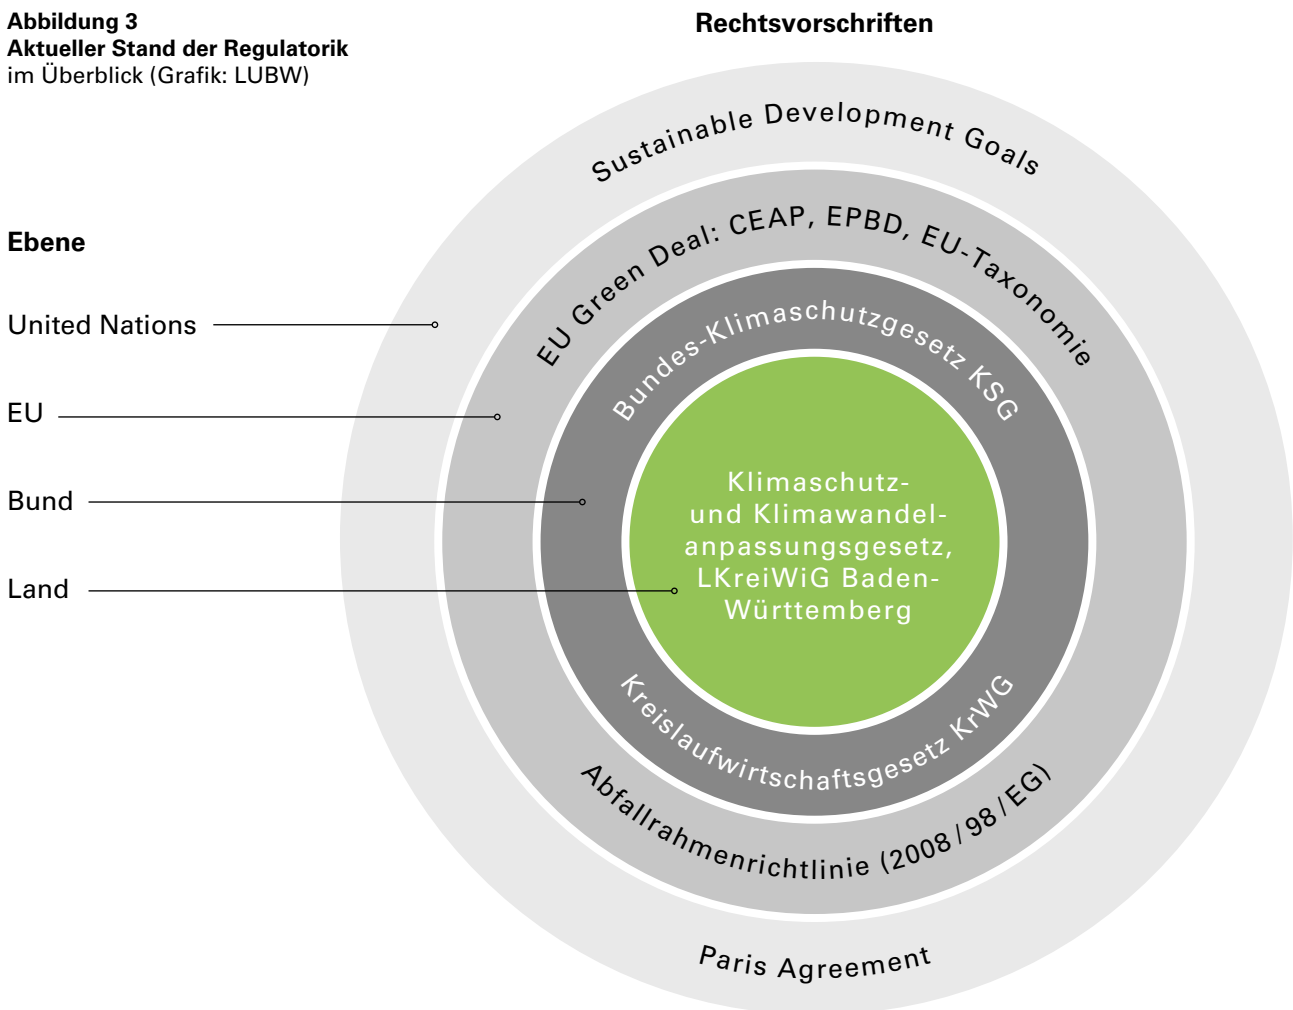 Abbildung 3
Aktueller Stand der Regulatorik
im Überblick (Grafik: LUBW)
Rechtsvorschriften
Sustainable Development Goals
EU Green Deal: CEAP, EPBD, EU-Taxonomie
Bundes-Klimaschutzgesetz KSG
Ebene
United Nations
EU
Bund
Land
Klimaschutz-
und Klimawandel-
anpassungsgesetz,
LKreiWiG Baden-
Württemberg
Kreislaufwirtschaftsgesetz KrWG
Abfallrahmenrichtlinie (2008 / 98 / EG)
Paris Agreement